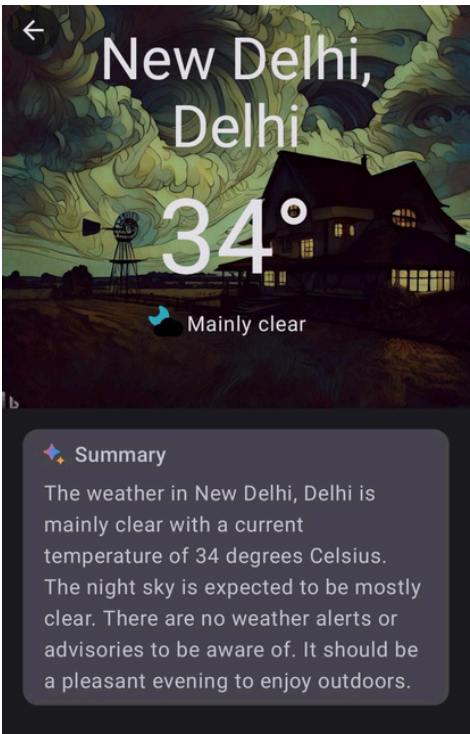 New Delhi,
Delhi
34°
Mainly clear
Summary
The weather in New Delhi, Delhi is
mainly clear with a current
temperature of 34 degrees Celsius.
The night sky is expected to be mostly
clear. There are no weather alerts or
advisories to be aware of. It should be
a pleasant evening to enjoy outdoors.